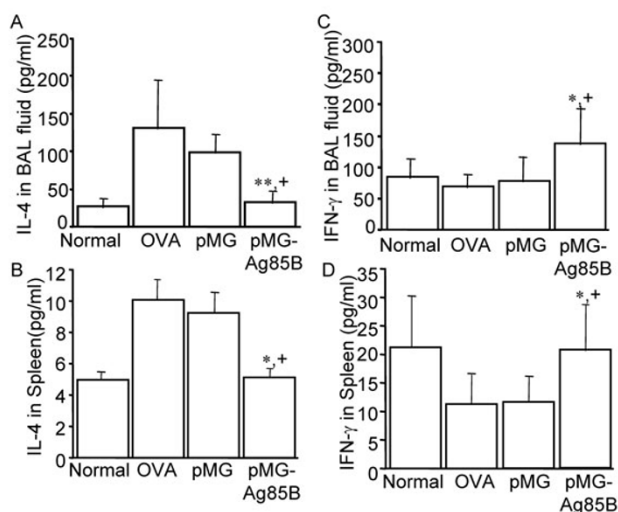 A
IL-4 in BAL fluid (pg/ml)
250
200
150
100
50
0
**,+
Normal OVA pMG pMG-
Ag85B
C
IFN-γ in BAL fluid (pg/ml)
300
250
200
150
100
50
0
*,+
Normal OVA pMG pMG-
Ag85B
B
IL-4 in Spleen(pg/ml)
12
10
8
6
4
2
0
*,+
Normal OVA pMG pMG-
Ag85B
D
IFN-γ in Spleen (pg/ml)
35
30
25
20
15
10
5
0
*,+
Normal OVA pMG pMG-
Ag85B